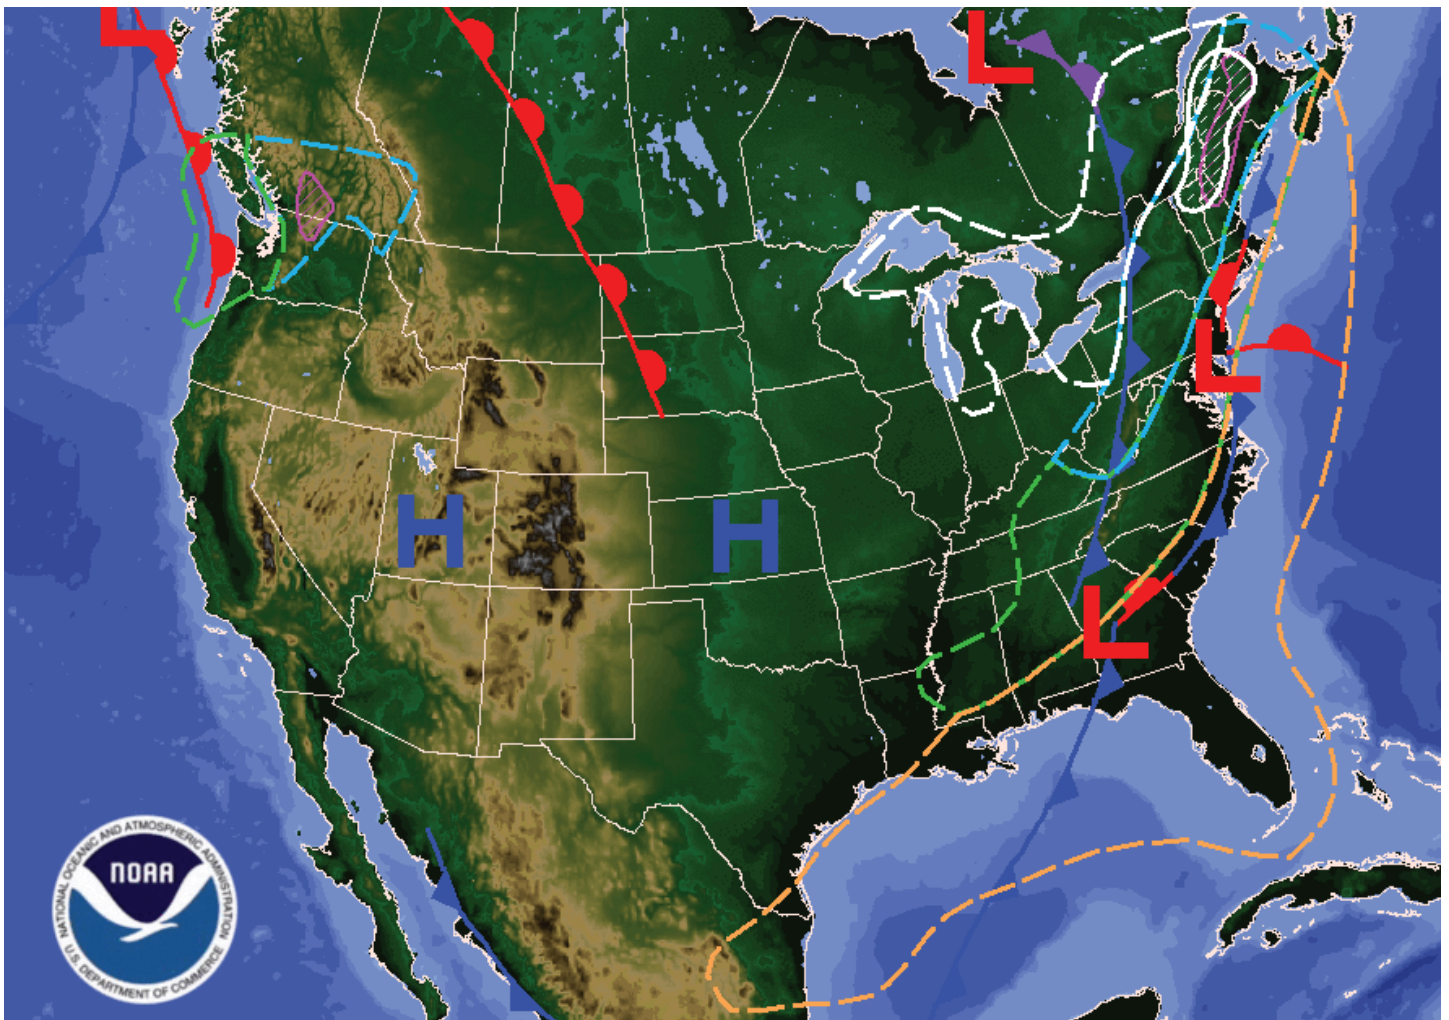 L
L
L
H
H
L
NATIONAL OCEANIC AND ATMOSPHERIC ADMINISTRATION
NOAA
U.S. DEPARTMENT OF COMMERCE